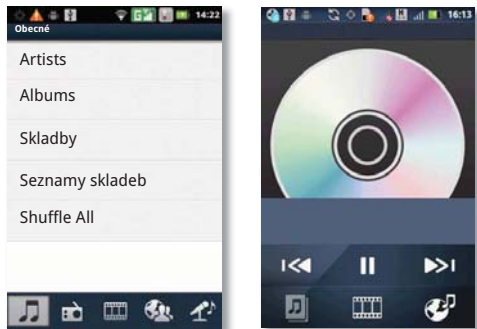 14:22
Obecné
Artists
Albums
Skladby
Seznamy skladeb
Shuffle All
16:13